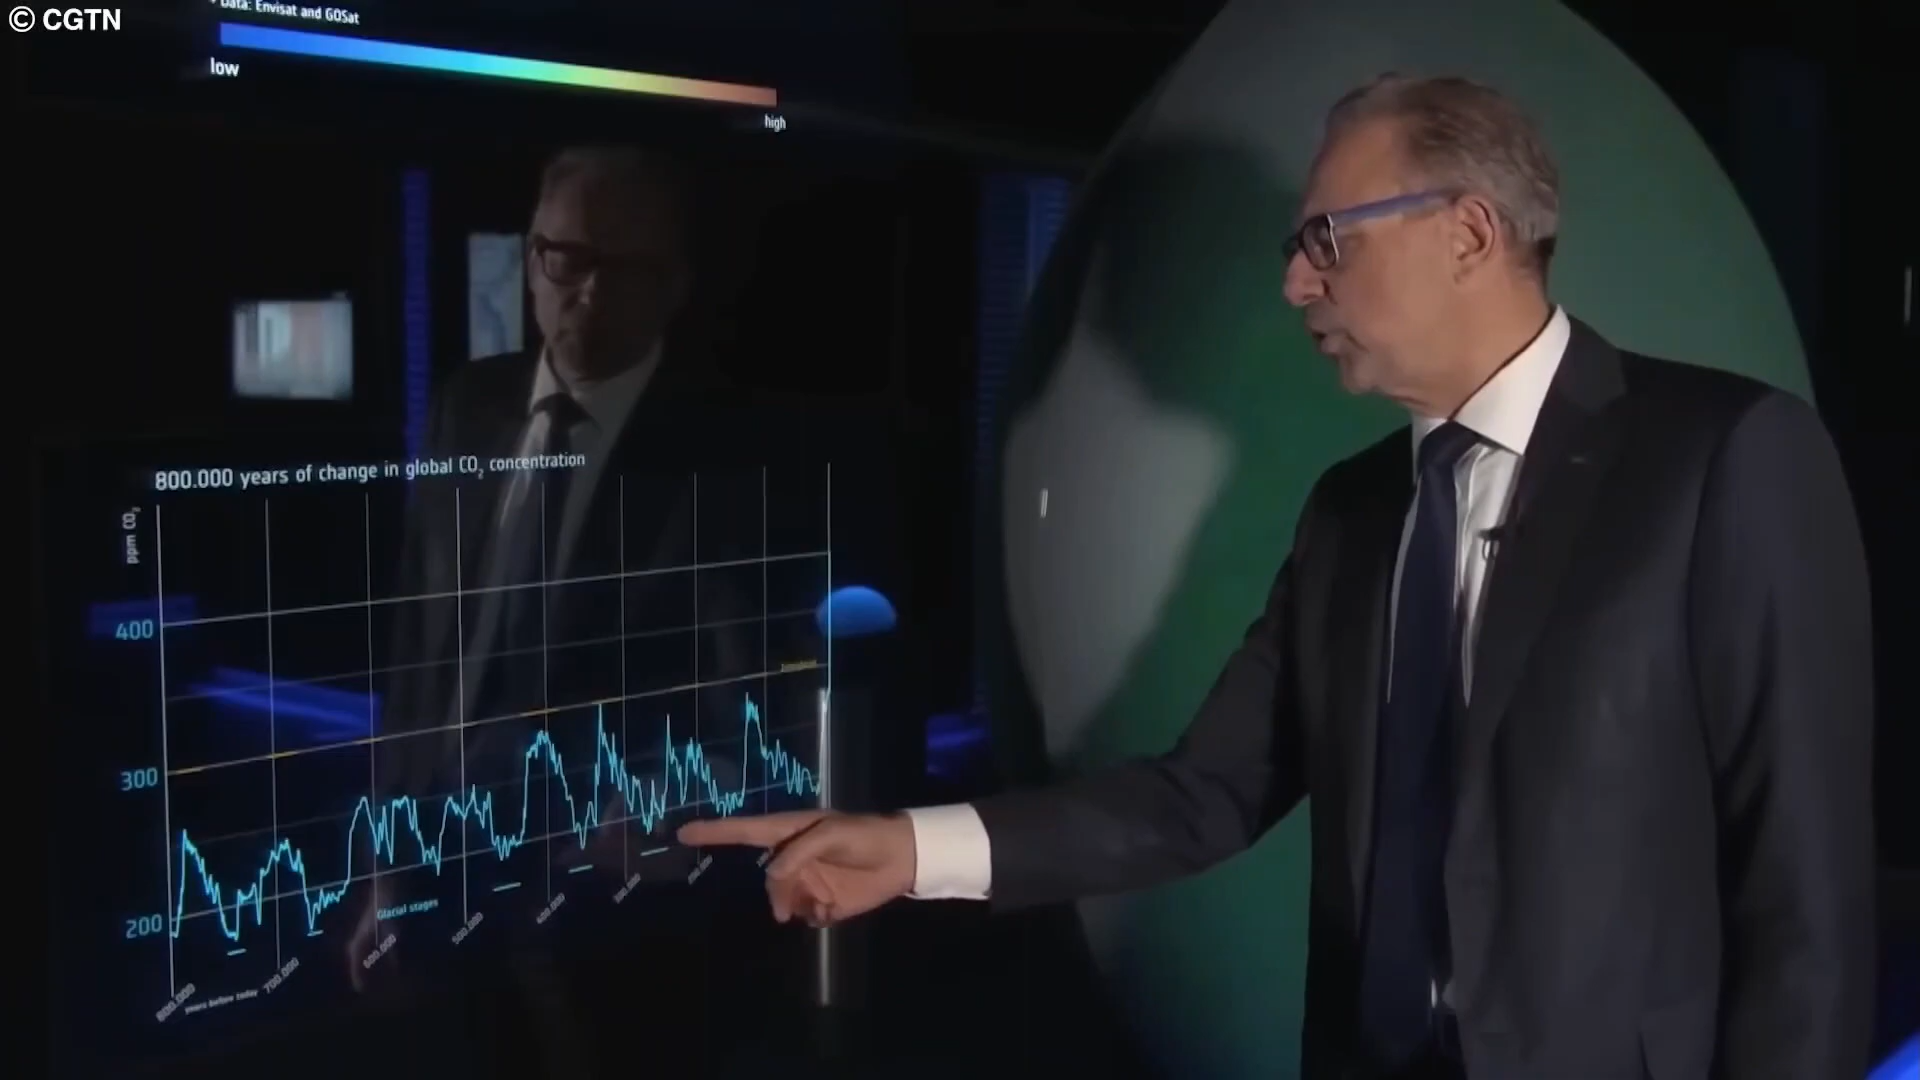 © CGTN
Data: Envisat and GOSat
low
high
800.000 years of change in global CO₂ concentration
ppm CO₂
400
300
200
Glacial stages
800.000
years before today
700.000
600.000
500.000
400.000
300.000
200.000